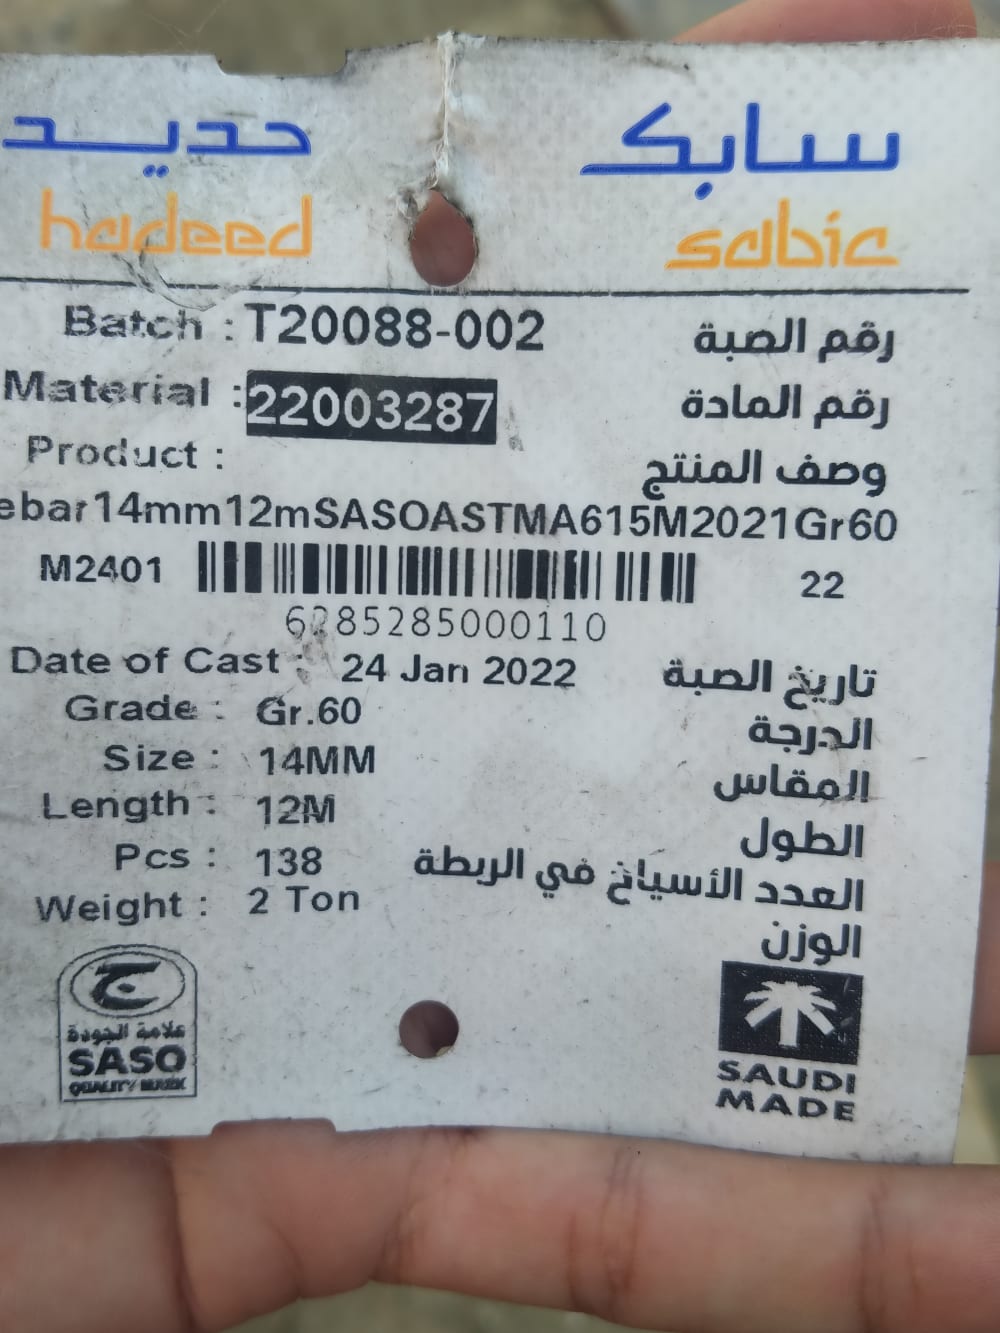 حديد سابك
hadeed sabic
Batch : T20088-002 رقم الصبة
Material : 22003287 رقم المادة
Product : وصف المنتج
ebar14mm12mSASOASTMA615M2021Gr60
M2401 22
6285285000110
Date of Cast : 24 Jan 2022 تاريخ الصبة
Grade : Gr.60 الدرجة
Size : 14MM المقاس
Length : 12M الطول
Pcs : 138 العدد الأسياخ في الربطة
Weight : 2 Ton الوزن
علامة الجودة
SASO
QUALITY MARK
SAUDI
MADE